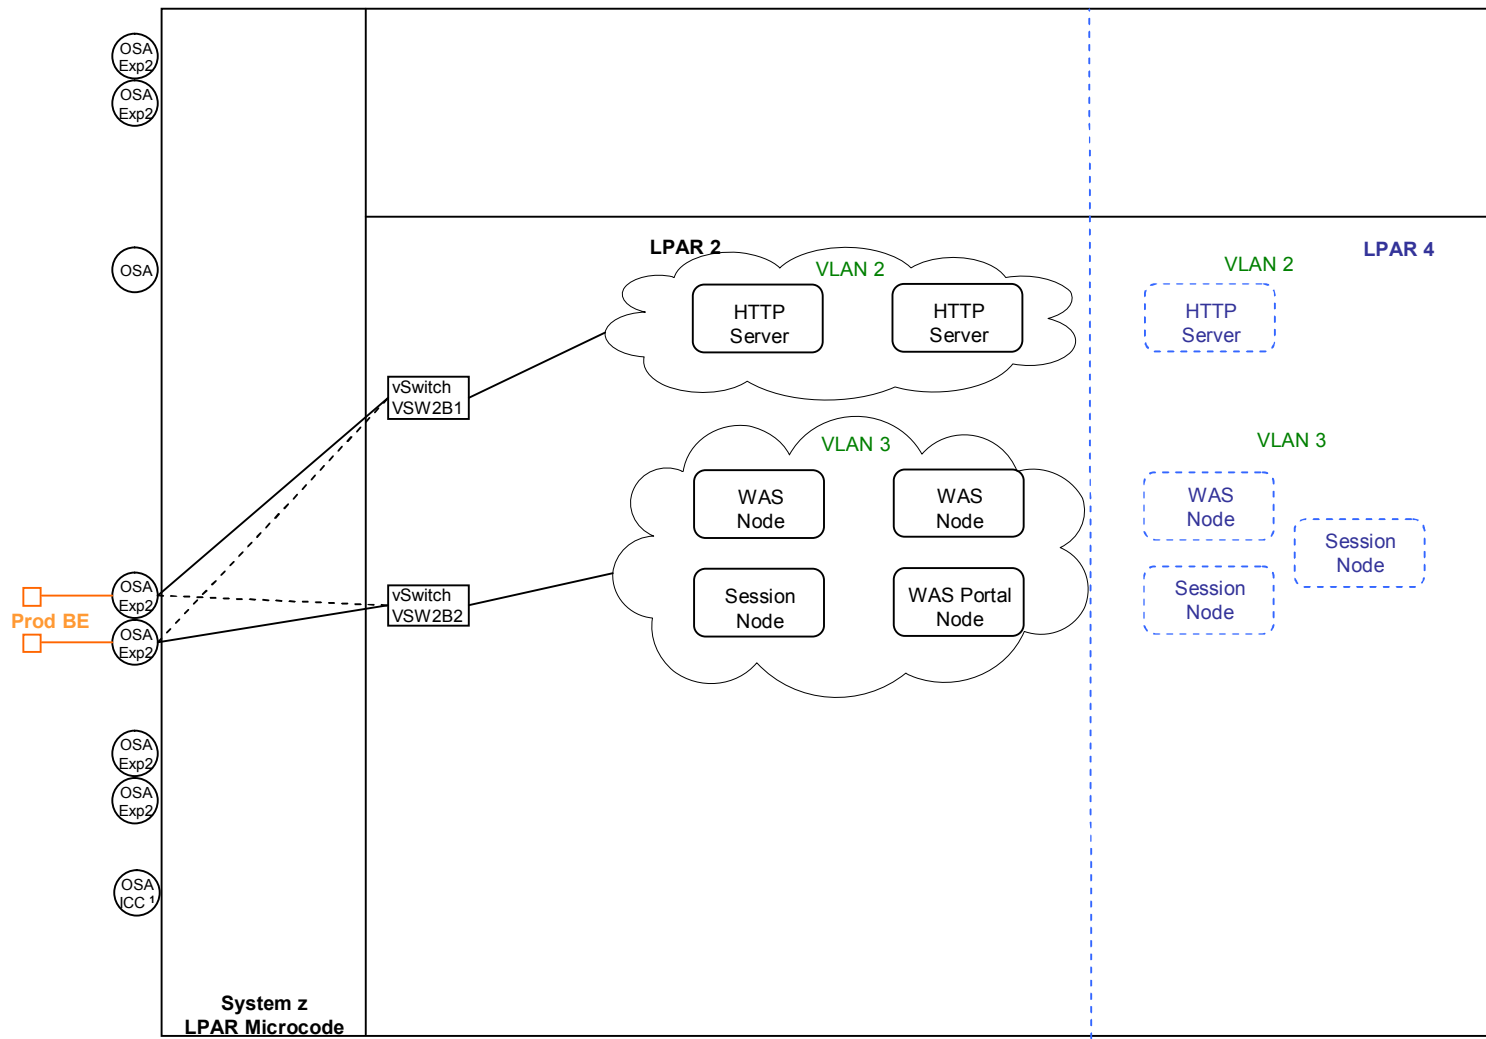 OSA
Exp2
OSA
Exp2
OSA
LPAR 2
VLAN 2
HTTP
Server
HTTP
Server
LPAR 4
VLAN 2
HTTP
Server
vSwitch
VSW2B1
VLAN 3
WAS
Node
WAS
Node
Session
Node
WAS Portal
Node
VLAN 3
WAS
Node
Session
Node
Session
Node
OSA
Exp2
Prod BE
OSA
Exp2
vSwitch
VSW2B2
OSA
Exp2
OSA
Exp2
OSA
ICC 1
System z
LPAR Microcode